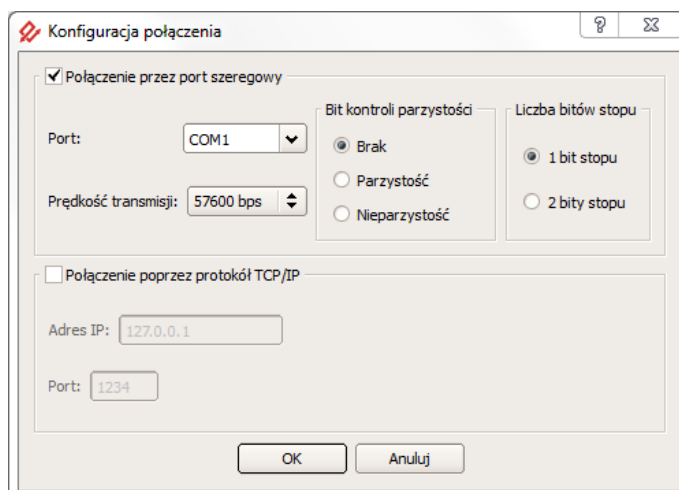 Konfiguracja połączenia
Połączenie przez port szeregowy
Port:
COM1
Prędkość transmisji:
57600 bps
Bit kontroli parzystości
Brak
Parzystość
Nieparzystość
Liczba bitów stopu
1 bit stopu
2 bity stopu
Połączenie poprzez protokół TCP/IP
Adres IP:
127.0.0.1
Port:
1234
OK
Anuluj